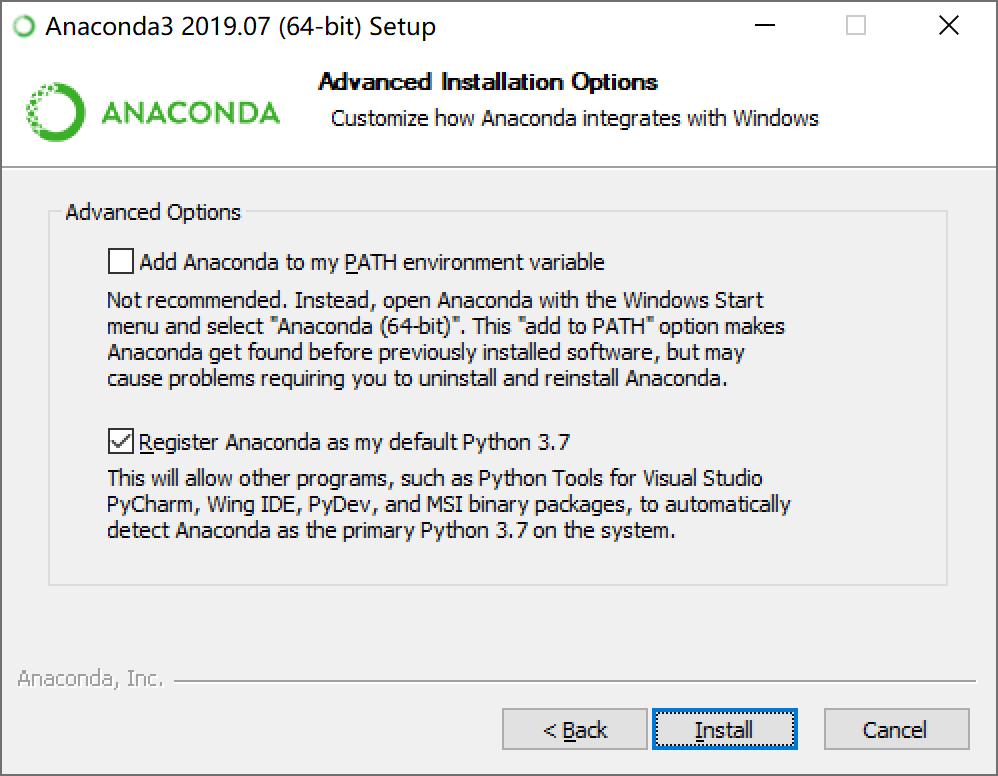 Anaconda3 2019.07 (64-bit) Setup
ANACONDA
Advanced Installation Options
Customize how Anaconda integrates with Windows
Advanced Options
Add Anaconda to my PATH environment variable
Not recommended. Instead, open Anaconda with the Windows Start
menu and select "Anaconda (64-bit)". This "add to PATH" option makes
Anaconda get found before previously installed software, but may
cause problems requiring you to uninstall and reinstall Anaconda.
Register Anaconda as my default Python 3.7
This will allow other programs, such as Python Tools for Visual Studio
PyCharm, Wing IDE, PyDev, and MSI binary packages, to automatically
detect Anaconda as the primary Python 3.7 on the system.
Anaconda, Inc.
< Back
Install
Cancel